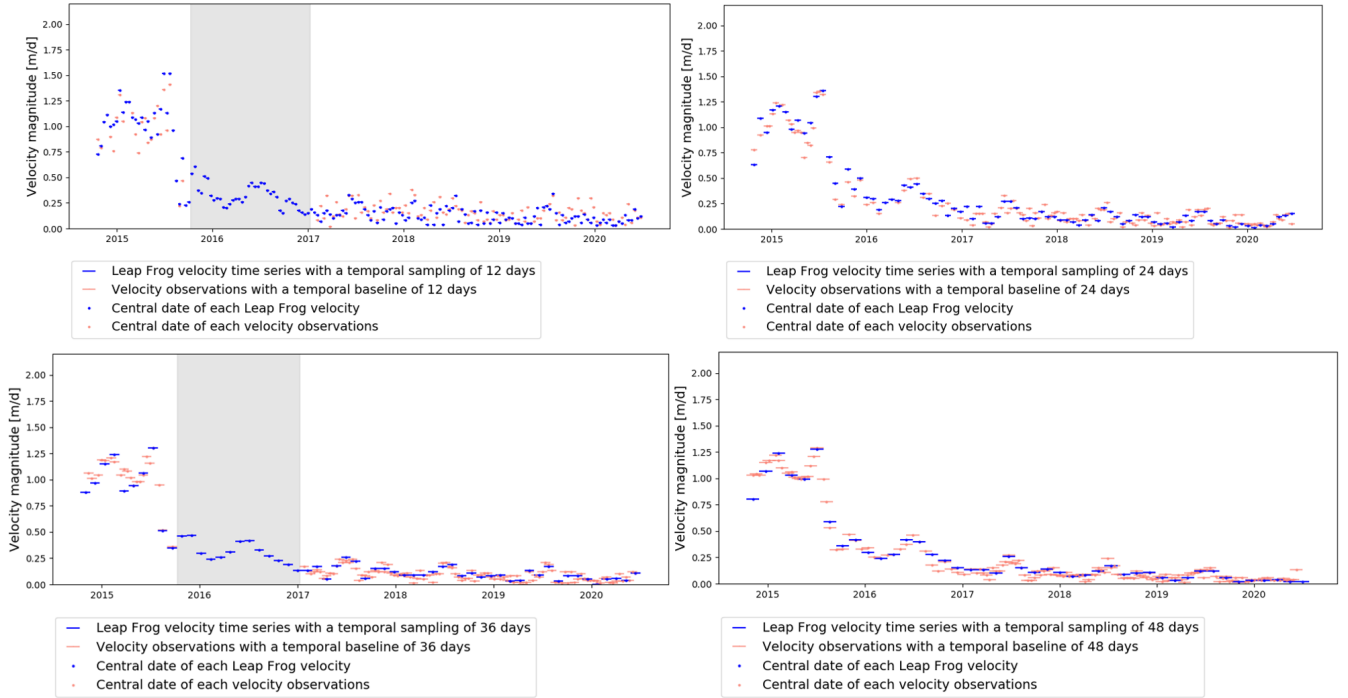 Velocity magnitude [m/d]
2.00
1.75
1.50
1.25
1.00
0.75
0.50
0.25
0.00
2015 2016 2017 2018 2019 2020
Leap Frog velocity time series with a temporal sampling of 12 days
Velocity observations with a temporal baseline of 12 days
Central date of each Leap Frog velocity
Central date of each velocity observations
Velocity magnitude [m/d]
2.00
1.75
1.50
1.25
1.00
0.75
0.50
0.25
0.00
2015 2016 2017 2018 2019 2020
Leap Frog velocity time series with a temporal sampling of 24 days
Velocity observations with a temporal baseline of 24 days
Central date of each Leap Frog velocity
Central date of each velocity observations
Velocity magnitude [m/d]
2.00
1.75
1.50
1.25
1.00
0.75
0.50
0.25
0.00
2015 2016 2017 2018 2019 2020
Leap Frog velocity time series with a temporal sampling of 36 days
Velocity observations with a temporal baseline of 36 days
Central date of each Leap Frog velocity
Central date of each velocity observations
Velocity magnitude [m/d]
2.00
1.75
1.50
1.25
1.00
0.75
0.50
0.25
0.00
2015 2016 2017 2018 2019 2020
Leap Frog velocity time series with a temporal sampling of 48 days
Velocity observations with a temporal baseline of 48 days
Central date of each Leap Frog velocity
Central date of each velocity observations